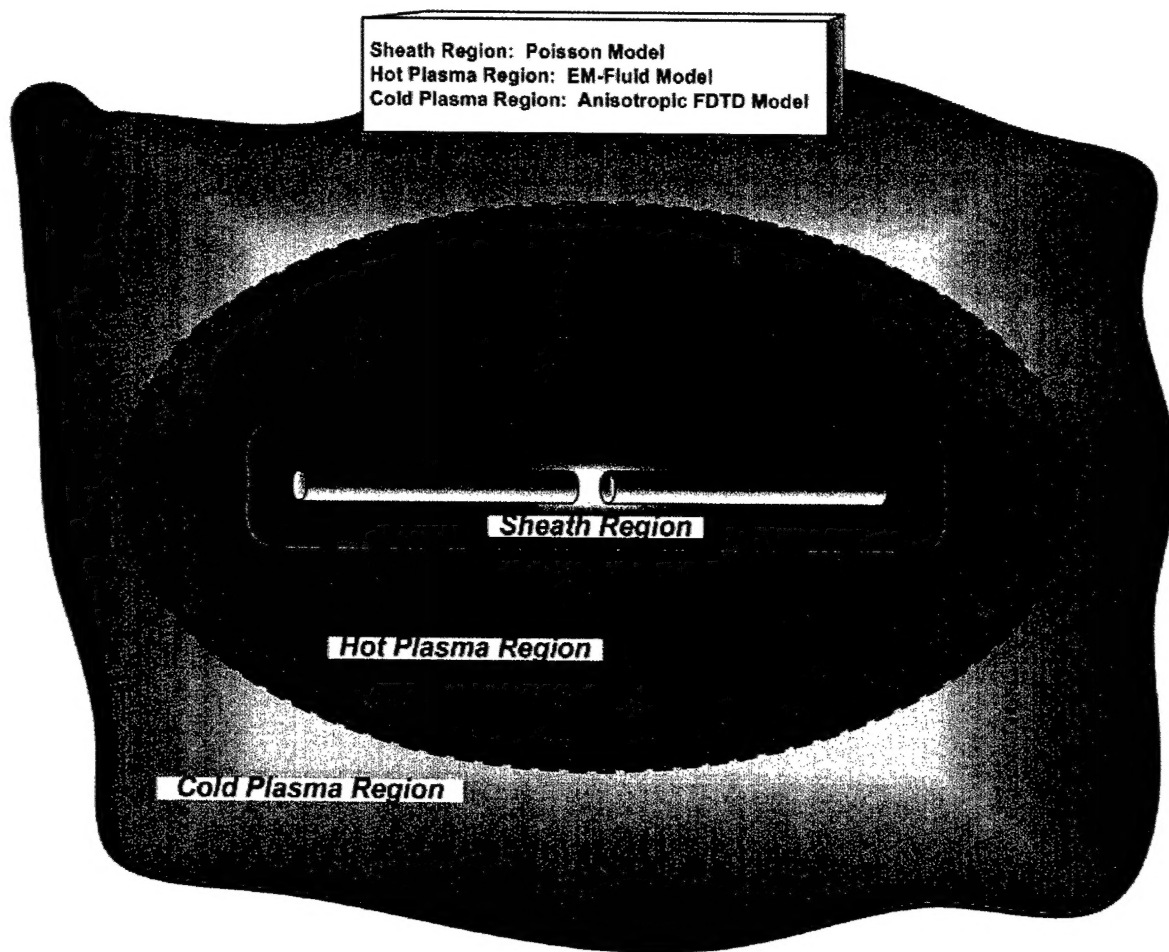 Sheath Region: Poisson Model
Hot Plasma Region: EM-Fluid Model
Cold Plasma Region: Anisotropic FDTD Model
Sheath Region
Hot Plasma Region
Cold Plasma Region